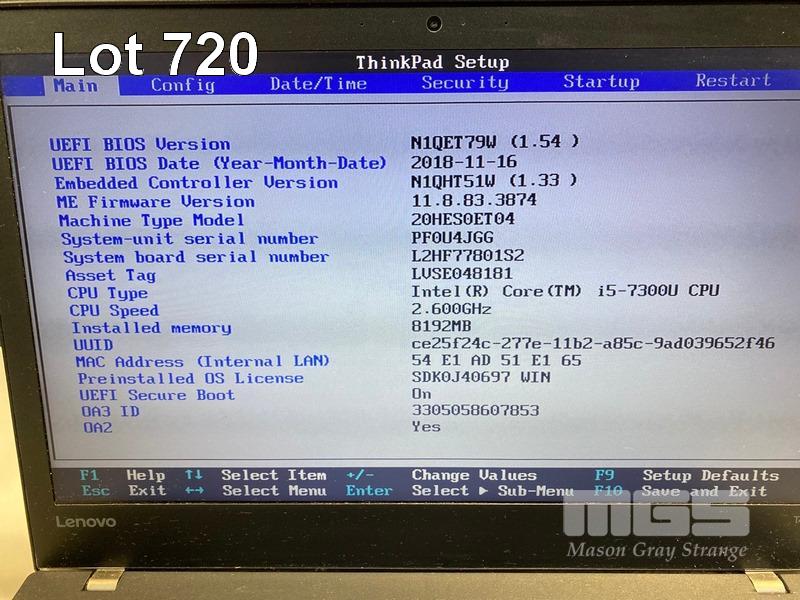 Lot 720
ThinkPad Setup
Main Config Date/Time Security Startup Restart
UEFI BIOS Version N1QET79W (1.54 )
UEFI BIOS Date (Year-Month-Date) 2018-11-16
Embedded Controller Version N1QHT51W (1.33 )
ME Firmware Version 11.8.83.3874
Machine Type Model 20HES0ET04
System-unit serial number PF0U4JGG
System board serial number L2HF77801S2
Asset Tag LVSE048181
CPU Type Intel(R) Core(TM) i5-7300U CPU
CPU Speed 2.600GHz
Installed memory 8192MB
UUID ce25f24c-277e-11b2-a85c-9ad039652f46
MAC Address (Internal LAN) 54 E1 AD 51 E1 65
Preinstalled OS License SDK0J40697 WIN
UEFI Secure Boot On
OA3 ID 3305058607853
OA2 Yes
F1 Help ↑↓ Select Item +/- Change Values F9 Setup Defaults
Esc Exit ↔ Select Menu Enter Select ▶ Sub-Menu F10 Save and Exit
Lenovo
MGS
Mason Gray Strange